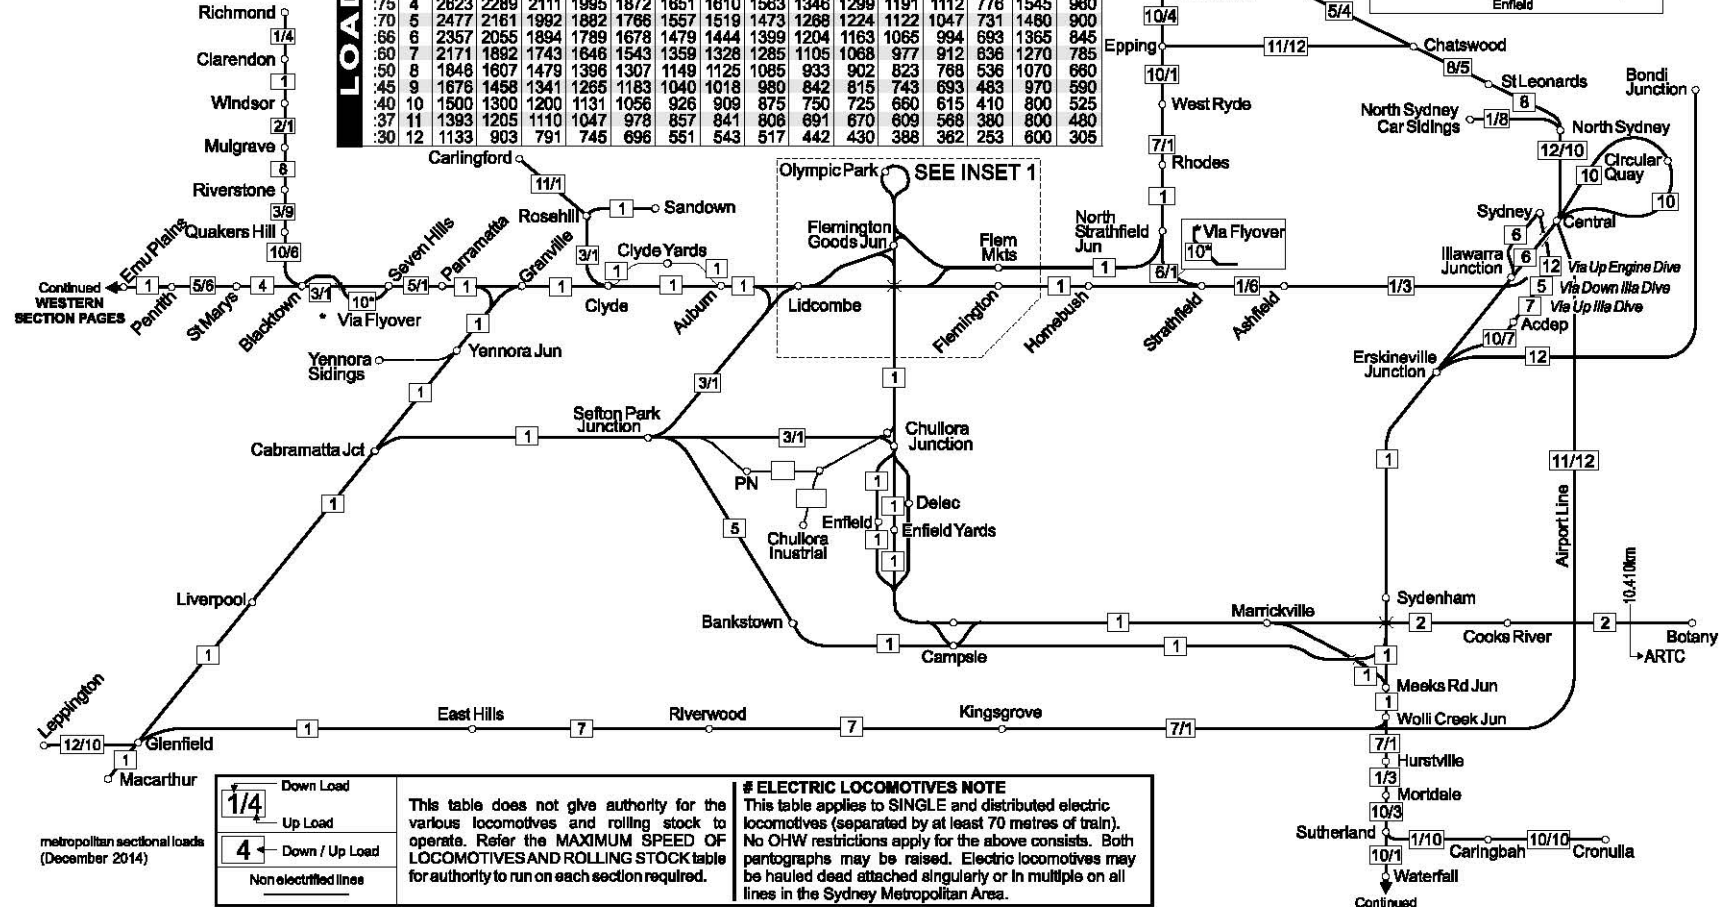 Richmond
1/4
Clarendon
1
Windsor
2/1
Mulgrave
8
Riverstone
3/9
Quakers Hill
10/6
:75 4 2623 2289 2111 1995 1872 1651 1610 1563 1346 1299 1191 1112 776 1545 960
:70 5 2477 2161 1992 1882 1766 1557 1519 1473 1268 1224 1122 1047 731 1460 900
:66 6 2357 2055 1894 1789 1678 1479 1444 1399 1204 1163 1065 994 693 1365 845
:60 7 2171 1892 1743 1646 1543 1359 1328 1285 1105 1068 977 912 636 1270 785
:50 8 1846 1607 1479 1396 1307 1149 1125 1085 933 902 823 768 536 1070 660
:45 9 1676 1458 1341 1265 1183 1040 1018 980 842 815 743 693 483 970 590
:40 10 1500 1300 1200 1131 1056 926 909 875 750 725 660 615 410 800 525
:37 11 1393 1205 1110 1047 978 857 841 806 691 670 609 568 380 800 480
:30 12 1133 903 791 745 696 551 543 517 442 430 388 362 253 600 305
Enfield
5/4
10/4
Epping
11/12
Chatswood
8/5
St Leonards
Bondi
Junction
8
10/1
West Ryde
North Sydney
Car Sidings
1/8
North Sydney
12/10
7/1
Rhodes
1
Circular
Quay
10
10
Carlingford
11/1
Rosehill
1
Sandown
3/1
Olympic Park
SEE INSET 1
Flemington
Goods Jun
Flem
Mkts
1
North
Strathfield
Jun
Via Flyover
10*
6/1
Sydney
Central
6
6
Illawarra
Junction
12
Via Up Engine Dive
5
Via Down Illa Dive
7
Via Up Illa Dive
Acdep
10/7
Erskineville
Junction
12
Continued
WESTERN
SECTION PAGES
Emu Plains
1
Penrith
5/6
St Marys
4
Blacktown
3/1
10*
* Via Flyover
Seven Hills
5/1
Parramatta
1
Granville
1
Clyde
Clyde Yards
1
1
1
Auburn
1
Lidcombe
Flemington
1
Homebush
Strathfield
1/6
Ashfield
1/3
1
Yennora Jun
Yennora
Sidings
1
3/1
1
Cabramatta Jct
1
Sefton Park
Junction
3/1
Chullora
Junction
PN
Chullora
Inustrial
1
1
Delec
Enfield
Enfield Yards
1
1
1
5
1
11/12
Airport Line
Liverpool
1
Bankstown
1
Campsie
1
1
Marrickville
Sydenham
2
Cooks River
2
Botany
10.410km
ARTC
1
1
Meeks Rd Jun
1
Wolli Creek Jun
Leppington
12/10
Glenfield
1
Macarthur
1
East Hills
7
Riverwood
7
Kingsgrove
7/1
7/1
Hurstville
1/3
Mortdale
10/3
Sutherland
1/10
Caringbah
10/10
Cronulla
10/1
Waterfall
Continued
metropolitan sectional loads
(December 2014)
Down Load
1/4
Up Load
4
Down / Up Load
Non electrified lines
This table does not give authority for the
various locomotives and rolling stock to
operate. Refer the MAXIMUM SPEED OF
LOCOMOTIVES AND ROLLING STOCK table
for authority to run on each section required.
# ELECTRIC LOCOMOTIVES NOTE
This table applies to SINGLE and distributed electric
locomotives (separated by at least 70 metres of train).
No OHW restrictions apply for the above consists. Both
pantographs may be raised. Electric locomotives may
be hauled dead attached singularly or in multiple on all
lines in the Sydney Metropolitan Area.